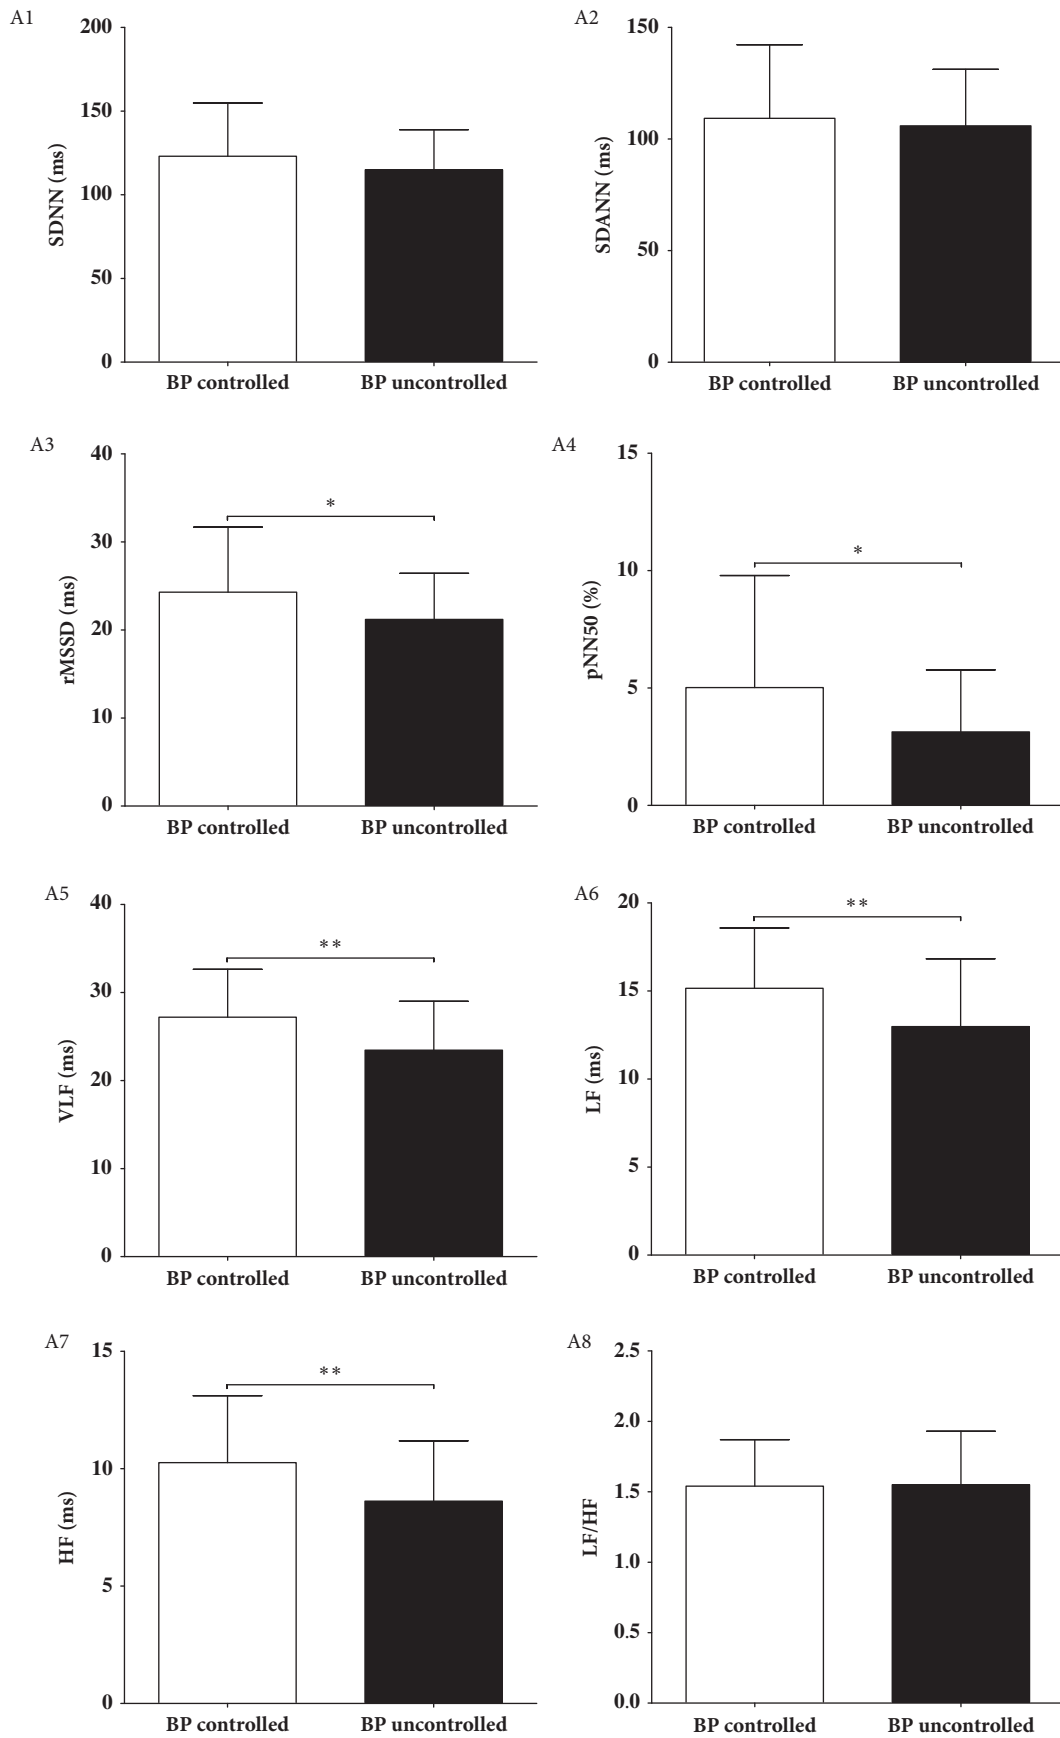 A1
200
150
100
50
0
SDNN (ms)
BP controlled
BP uncontrolled
A2
150
100
50
0
SDANN (ms)
BP controlled
BP uncontrolled
A3
40
30
20
10
0
rMSSD (ms)
*
BP controlled
BP uncontrolled
A4
15
10
5
0
pNN50 (%)
*
BP controlled
BP uncontrolled
A5
40
30
20
10
0
VLF (ms)
**
BP controlled
BP uncontrolled
A6
20
15
10
5
0
LF (ms)
**
BP controlled
BP uncontrolled
A7
15
10
5
0
HF (ms)
**
BP controlled
BP uncontrolled
A8
2.5
2.0
1.5
1.0
0.5
0.0
LF/HF
BP controlled
BP uncontrolled